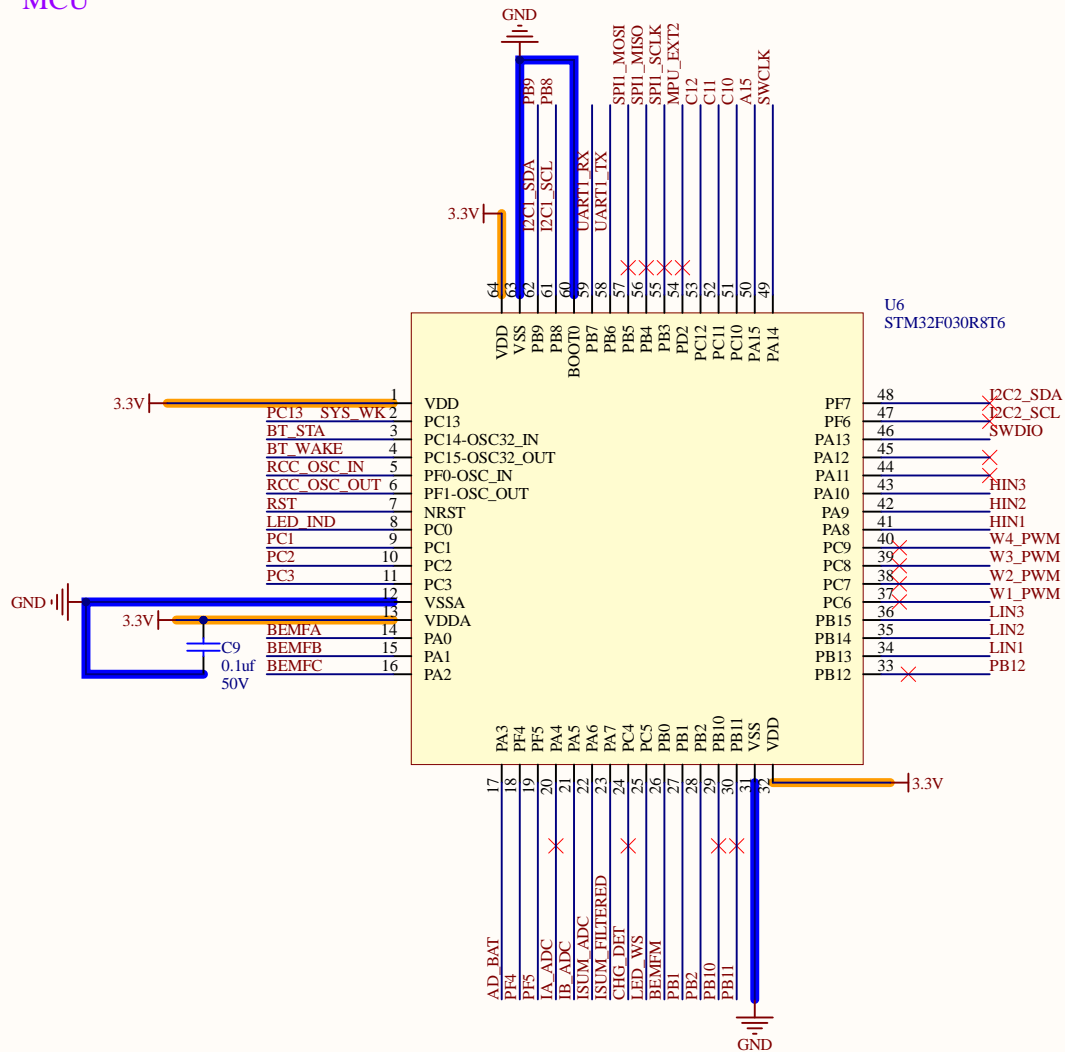 MCU
GND
PB9
PB8
SPI1_MOSI
SPI1_MISO
SPI1_SCLK
MPU_EXT2
C12
C11
C10
A15
SWCLK
I2C1_SDA
I2C1_SCL
UART1_RX
UART1_TX
3.3V
64
63
62
61
60
59
58
57
56
55
54
53
52
51
50
49
U6
STM32F030R8T6
VDD
VSS
PB9
PB8
BOOT0
PB7
PB6
PB5
PB4
PB3
PD2
PC12
PC11
PC10
PA15
PA14
3.3V 1 VDD
PC13 SYS_WK 2 PC13
BT_STA 3 PC14-OSC32_IN
BT_WAKE 4 PC15-OSC32_OUT
RCC_OSC_IN 5 PF0-OSC_IN
RCC_OSC_OUT 6 PF1-OSC_OUT
RST 7 NRST
LED_IND 8 PC0
PC1 9 PC1
PC2 10 PC2
PC3 11 PC3
GND 12 VSSA
3.3V 13 VDDA
BEMFA 14 PA0
BEMFB 15 PA1
BEMFC 16 PA2
C9
0.1uf
50V
PF7 48 I2C2_SDA
PF6 47 I2C2_SCL
PA13 46 SWDIO
PA12 45
PA11 44
PA10 43 HIN3
PA9 42 HIN2
PA8 41 HIN1
PC9 40 W4_PWM
PC8 39 W3_PWM
PC7 38 W2_PWM
PC6 37 W1_PWM
PB15 36 LIN3
PB14 35 LIN2
PB13 34 LIN1
PB12 33 PB12
PA3
PF4
PF5
PA4
PA5
PA6
PA7
PC4
PC5
PB0
PB1
PB2
PB10
PB11
VSS
VDD
17
18
19
20
21
22
23
24
25
26
27
28
29
30
31
32
3.3V
AD_BAT
PF4
PF5
IA_ADC
IB_ADC
ISUM_ADC
ISUM_FILTERED
CHG_DET
LED_WS
BEMFM
PB1
PB2
PB10
PB11
GND